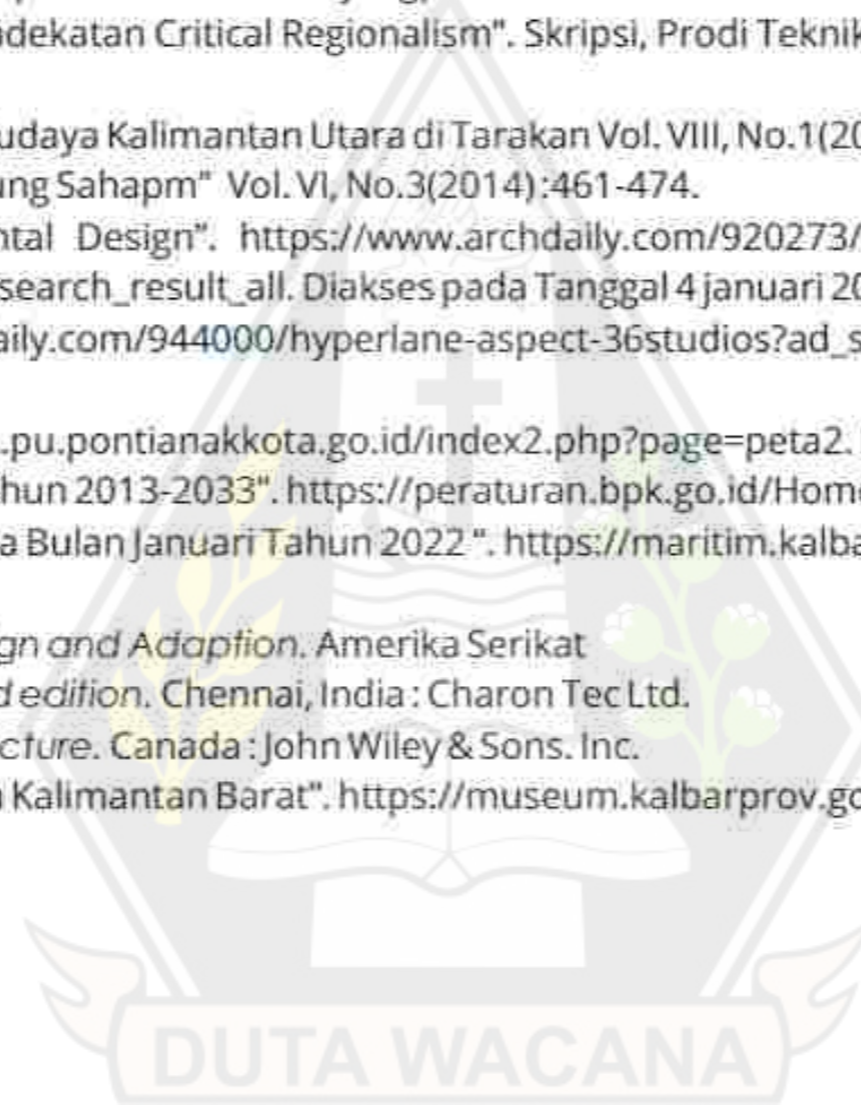 dekatan Critical Regionalism". Skripsi, Prodi Teknik
udaya Kalimantan Utara di Tarakan Vol. VIII, No.1(20
ung Sahapm" Vol. VI, No.3(2014):461-474.
ntal Design". https://www.archdaily.com/920273/
search_result_all. Diakses pada Tanggal 4 januari 20
aily.com/944000/hyperlane-aspect-36studios?ad_s
.pu.pontianakkota.go.id/index2.php?page=peta2.
hun 2013-2033". https://peraturan.bpk.go.id/Home
a Bulan Januari Tahun 2022 ". https://maritim.kalba
gn and Adaption. Amerika Serikat
d edition. Chennai, India : Charon Tec Ltd.
cture. Canada : John Wiley & Sons. Inc.
Kalimantan Barat". https://museum.kalbarprov.go
DUTA WACANA